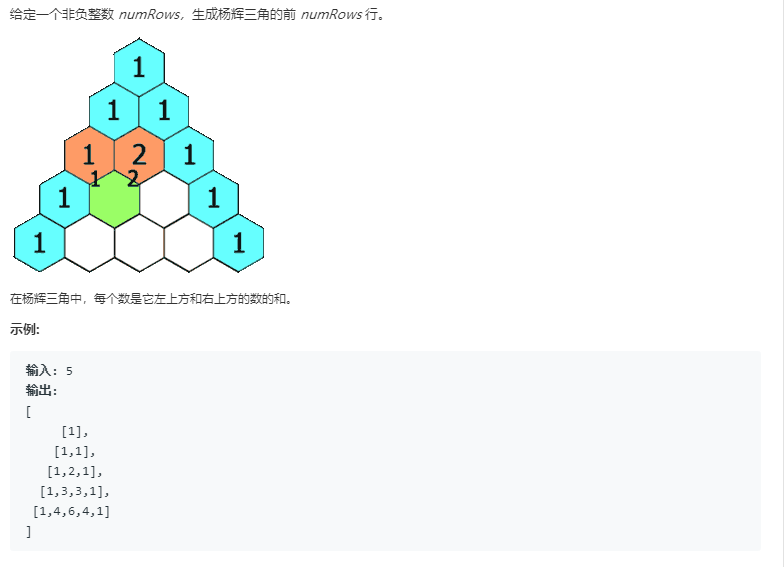 给定一个非负整数 numRows，生成杨辉三角的前 numRows 行。
1
1 1
1 2 1
1 2
1 1
1 1
在杨辉三角中，每个数是它左上方和右上方的数的和。
示例:
输入: 5
输出:
[
[1],
[1,1],
[1,2,1],
[1,3,3,1],
[1,4,6,4,1]
]